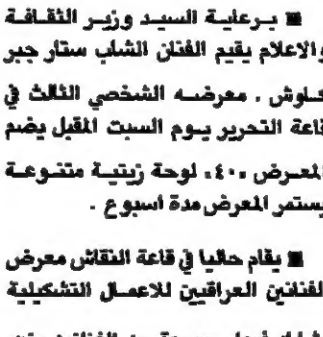 ■ برعاية السيد وزير الثقافة
والاعلام يقيم الفنان الشاب ستار جبر
كاوش . معرضه الشخصي الثالث في
قاعة التحرير يوم السبت المقبل يضم
المعرض «٤٠» لوحة زيتية متنوعة
يستمر المعرض مدة اسبوع .
■ يقام حاليا في قاعة النقاش معرض
الفنانين العراقيين للاعمال التشكيلية